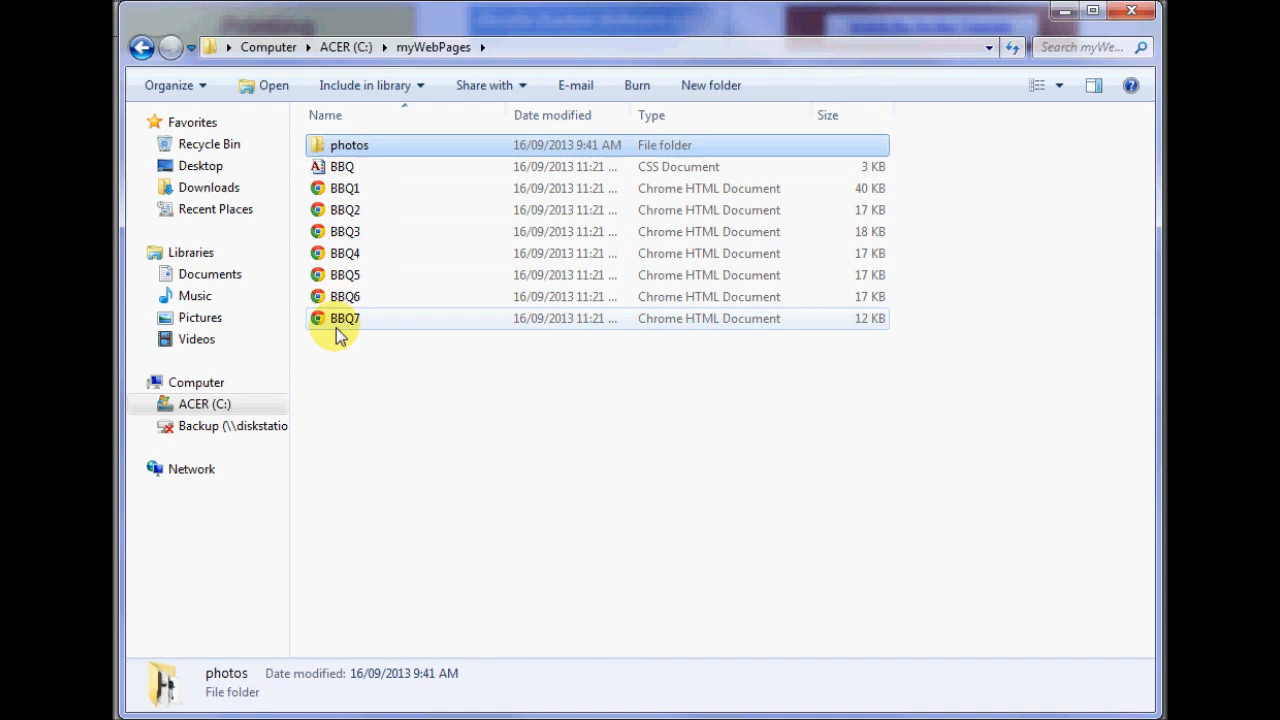 Computer ACER (C:) myWebPages Search myWe...
Organize Open Include in library Share with E-mail Burn New folder
Name Date modified Type Size
Favorites
Recycle Bin
Desktop
Downloads
Recent Places
Libraries
Documents
Music
Pictures
Videos
Computer
ACER (C:)
Backup (\\diskstatio
Network
photos 16/09/2013 9:41 AM File folder
BBQ 16/09/2013 11:21 ... CSS Document 3 KB
BBQ1 16/09/2013 11:21 ... Chrome HTML Document 40 KB
BBQ2 16/09/2013 11:21 ... Chrome HTML Document 17 KB
BBQ3 16/09/2013 11:21 ... Chrome HTML Document 18 KB
BBQ4 16/09/2013 11:21 ... Chrome HTML Document 17 KB
BBQ5 16/09/2013 11:21 ... Chrome HTML Document 17 KB
BBQ6 16/09/2013 11:21 ... Chrome HTML Document 17 KB
BBQ7 16/09/2013 11:21 ... Chrome HTML Document 12 KB
photos Date modified: 16/09/2013 9:41 AM
File folder